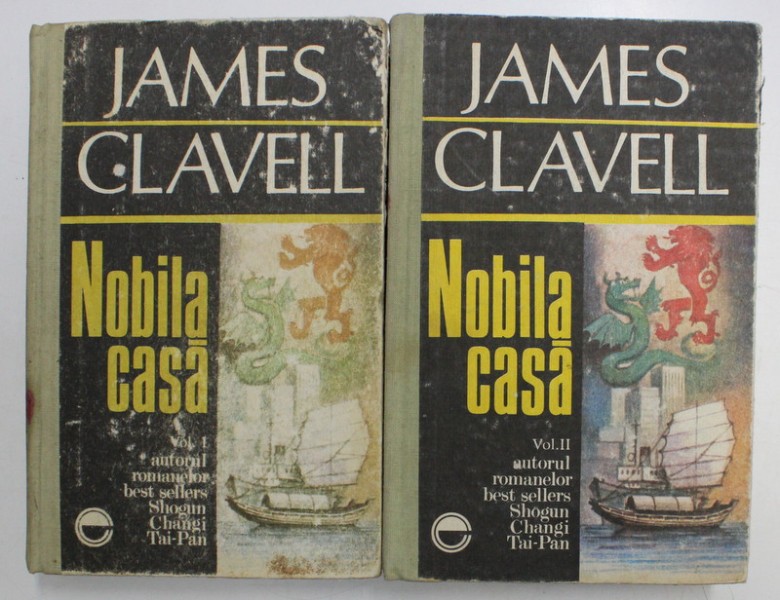 JAMES
CLAVELL
Nobila
casă
Vol. I
autorul
romanelor
best sellers
Shogun
Changi
Tai-Pan
JAMES
CLAVELL
Nobila
casă
Vol. II
autorul
romanelor
best sellers
Shogun
Changi
Tai-Pan